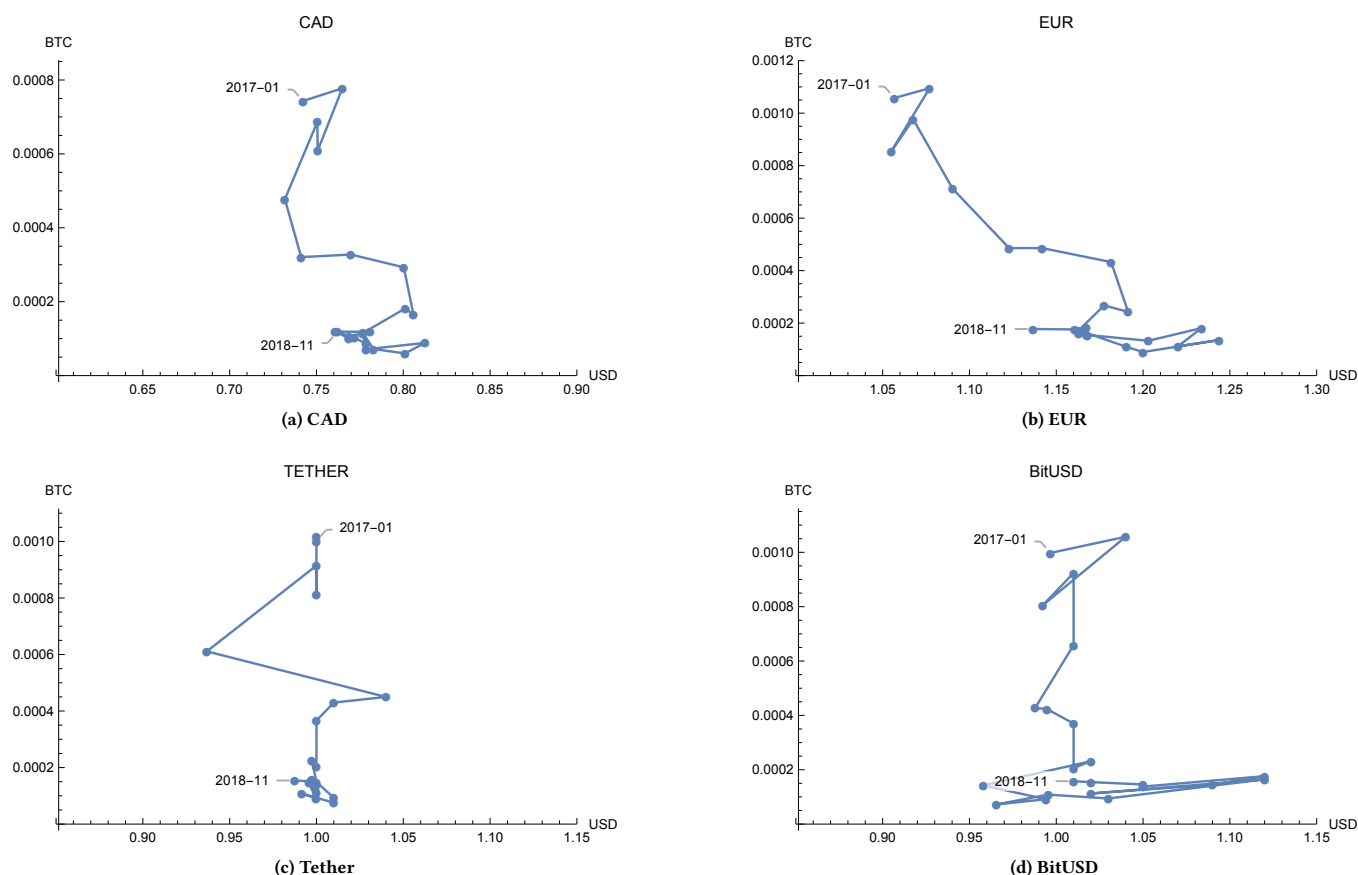 CAD
BTC
0.0008
0.0006
0.0004
0.0002
2017-01
2018-11
0.65 0.70 0.75 0.80 0.85 0.90
USD
(a) CAD
EUR
BTC
0.0012
0.0010
0.0008
0.0006
0.0004
0.0002
2017-01
2018-11
1.05 1.10 1.15 1.20 1.25 1.30
USD
(b) EUR
TETHER
BTC
0.0010
0.0008
0.0006
0.0004
0.0002
2017-01
2018-11
0.90 0.95 1.00 1.05 1.10 1.15
USD
(c) Tether
BitUSD
BTC
0.0010
0.0008
0.0006
0.0004
0.0002
2017-01
2018-11
0.90 0.95 1.00 1.05 1.10 1.15
USD
(d) BitUSD